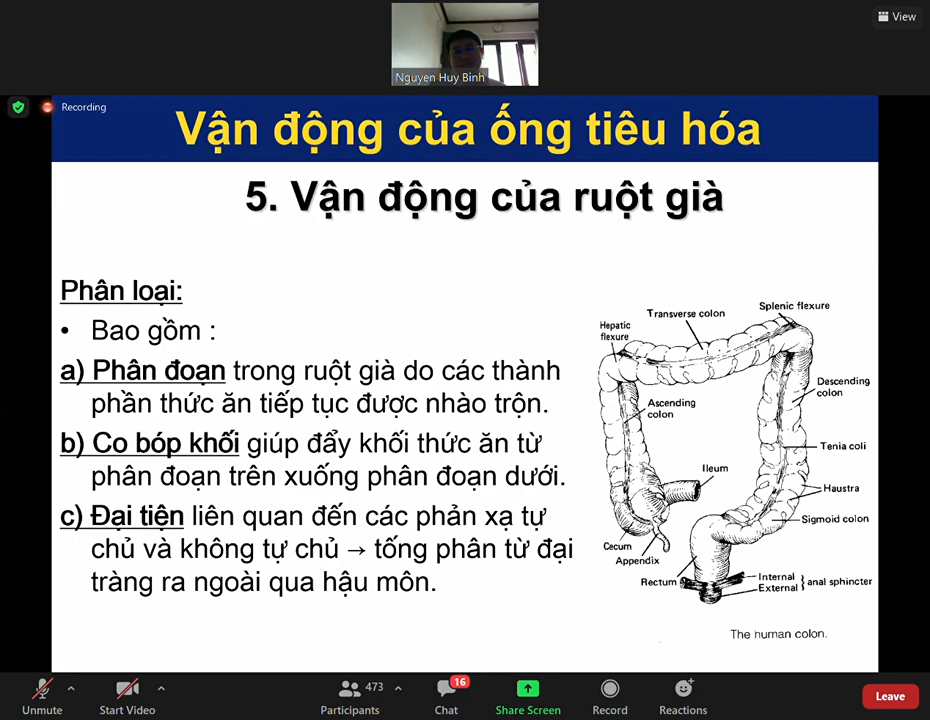 View
Nguyen Huy Binh
Recording
Vận động của ống tiêu hóa
5. Vận động của ruột già
Phân loại:
• Bao gồm :
a) Phân đoạn trong ruột già do các thành
phần thức ăn tiếp tục được nhào trộn.
b) Co bóp khối giúp đẩy khối thức ăn từ
phân đoạn trên xuống phân đoạn dưới.
c) Đại tiện liên quan đến các phản xạ tự
chủ và không tự chủ → tống phân từ đại
tràng ra ngoài qua hậu môn.
Transverse colon
Splenic flexure
Hepatic
flexure
Descending
colon
Ascending
colon
Tenia coli
Ileum
Haustra
Sigmoid colon
Cecum
Appendix
Rectum
Internal
External
anal sphincter
The human colon.
Unmute
Start Video
473
Participants
16
Chat
Share Screen
Record
Reactions
Leave